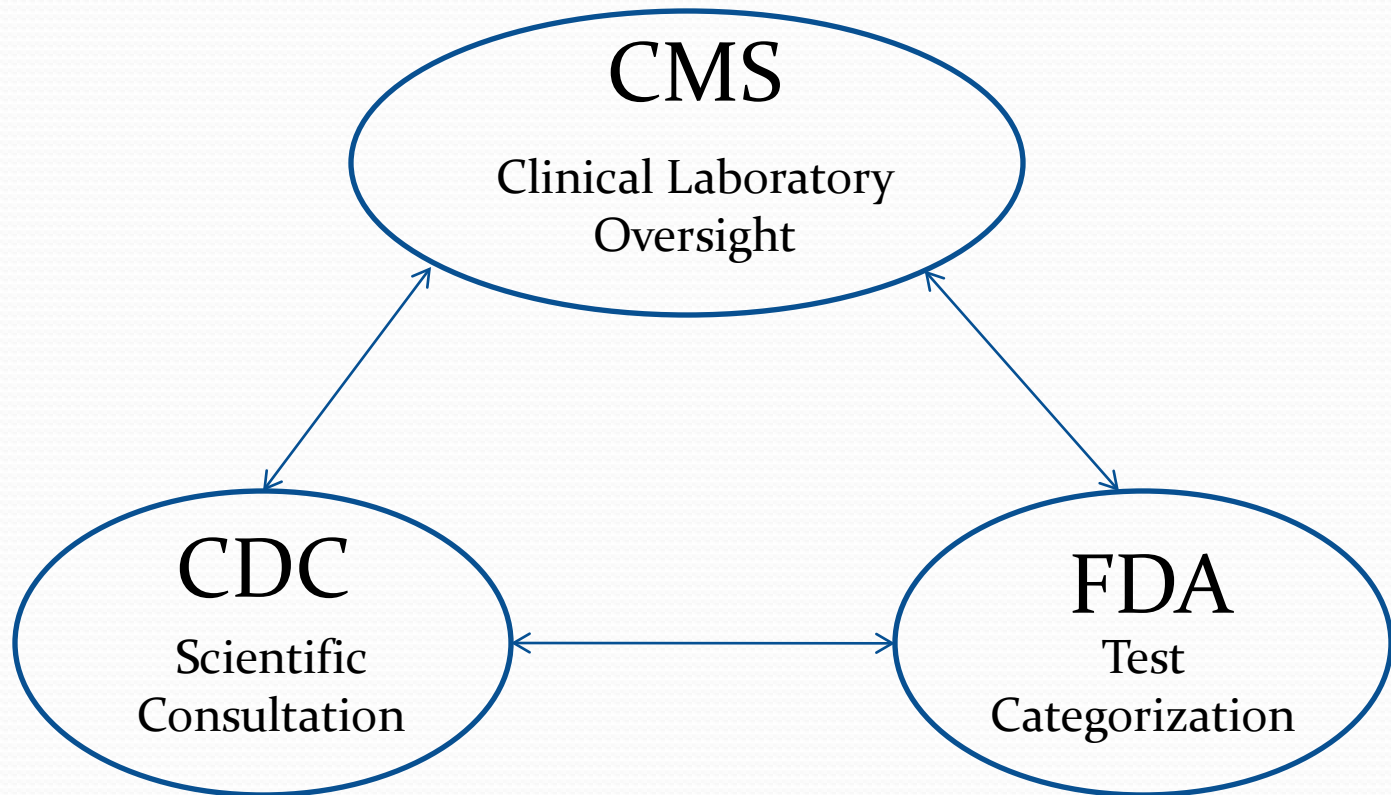 CMS
Clinical Laboratory
Oversight
CDC
Scientific
Consultation
FDA
Test
Categorization